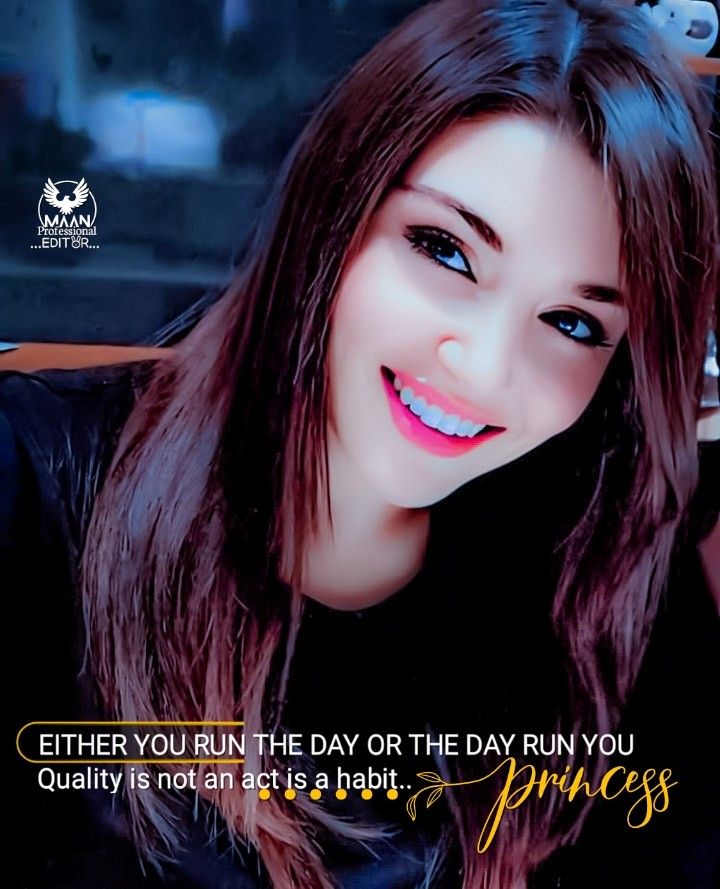 MAAN
Professional
...EDITOR...
EITHER YOU RUN THE DAY OR THE DAY RUN YOU
Quality is not an act is a habit..
princess